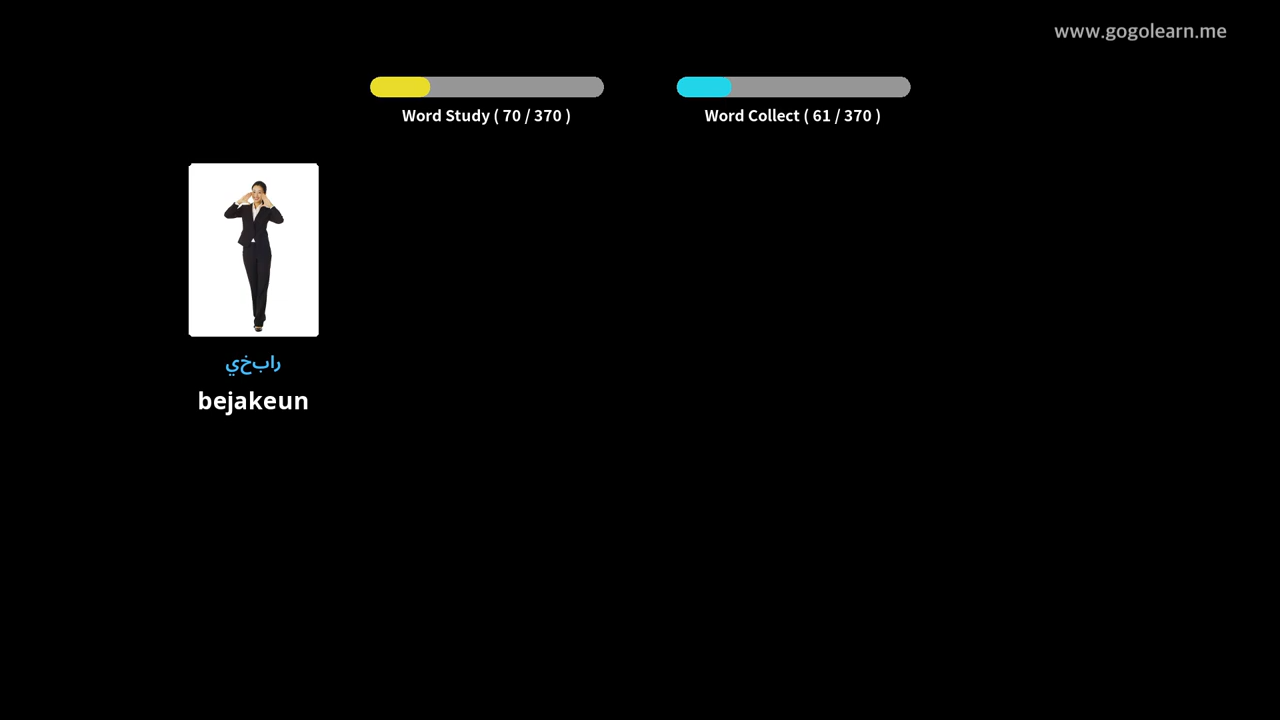 www.gogolearn.me
Word Study ( 70 / 370 )
Word Collect ( 61 / 370 )
رابخي
bejakeun